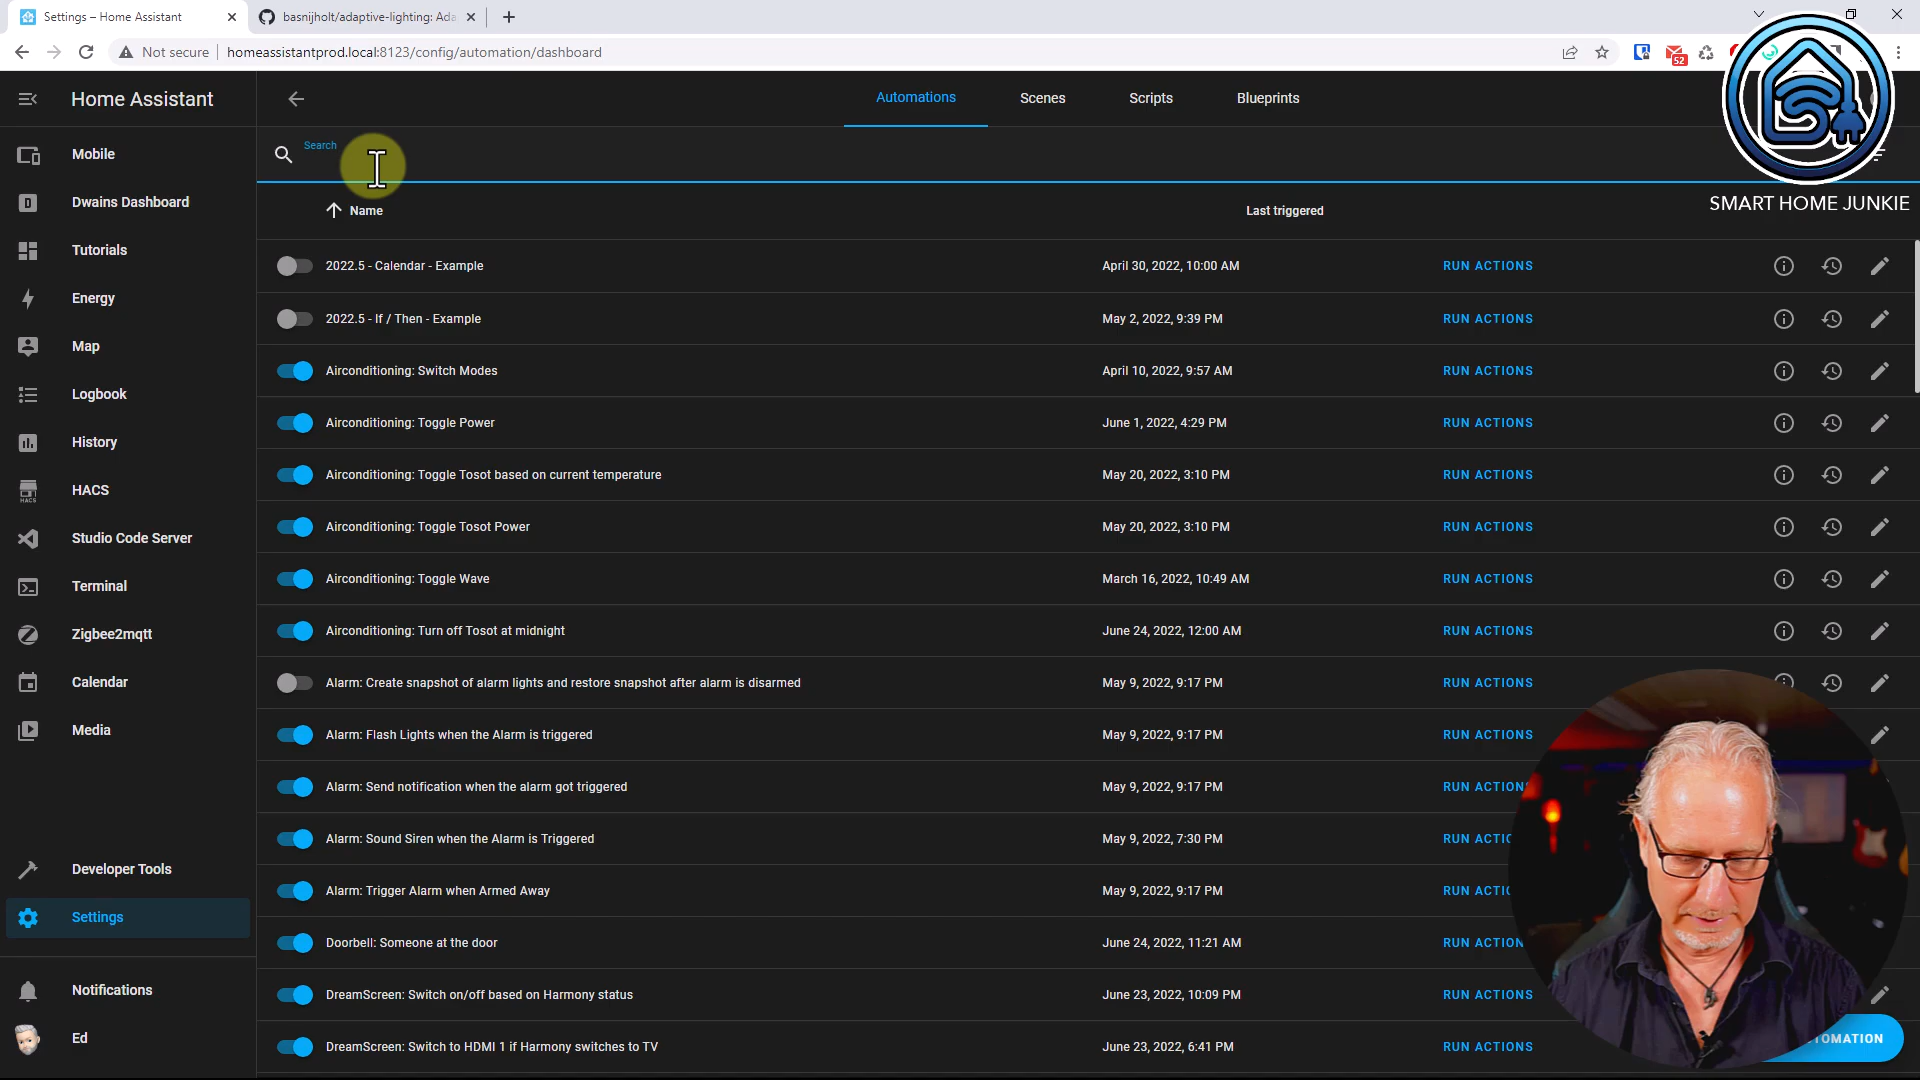 Settings – Home Assistant
basnijholt/adaptive-lighting: Ada
Not secure
homeassistantprod.local:8123/config/automation/dashboard
52
Home Assistant
Automations
Scenes
Scripts
Blueprints
Search
SMART HOME JUNKIE
Name
Last triggered
Mobile
Dwains Dashboard
Tutorials
Energy
Map
Logbook
History
HACS
HACS
Studio Code Server
Terminal
Zigbee2mqtt
Calendar
Media
Developer Tools
Settings
Notifications
Ed
2022.5 - Calendar - Example April 30, 2022, 10:00 AM RUN ACTIONS
2022.5 - If / Then - Example May 2, 2022, 9:39 PM RUN ACTIONS
Airconditioning: Switch Modes April 10, 2022, 9:57 AM RUN ACTIONS
Airconditioning: Toggle Power June 1, 2022, 4:29 PM RUN ACTIONS
Airconditioning: Toggle Tosot based on current temperature May 20, 2022, 3:10 PM RUN ACTIONS
Airconditioning: Toggle Tosot Power May 20, 2022, 3:10 PM RUN ACTIONS
Airconditioning: Toggle Wave March 16, 2022, 10:49 AM RUN ACTIONS
Airconditioning: Turn off Tosot at midnight June 24, 2022, 12:00 AM RUN ACTIONS
Alarm: Create snapshot of alarm lights and restore snapshot after alarm is disarmed May 9, 2022, 9:17 PM RUN ACTIONS
Alarm: Flash Lights when the Alarm is triggered May 9, 2022, 9:17 PM RUN ACTIONS
Alarm: Send notification when the alarm got triggered May 9, 2022, 9:17 PM RUN ACTION
Alarm: Sound Siren when the Alarm is Triggered May 9, 2022, 7:30 PM RUN ACTIO
Alarm: Trigger Alarm when Armed Away May 9, 2022, 9:17 PM RUN ACTIO
Doorbell: Someone at the door June 24, 2022, 11:21 AM RUN ACTION
DreamScreen: Switch on/off based on Harmony status June 23, 2022, 10:09 PM RUN ACTIONS
DreamScreen: Switch to HDMI 1 if Harmony switches to TV June 23, 2022, 6:41 PM RUN ACTIONS
TOMATION